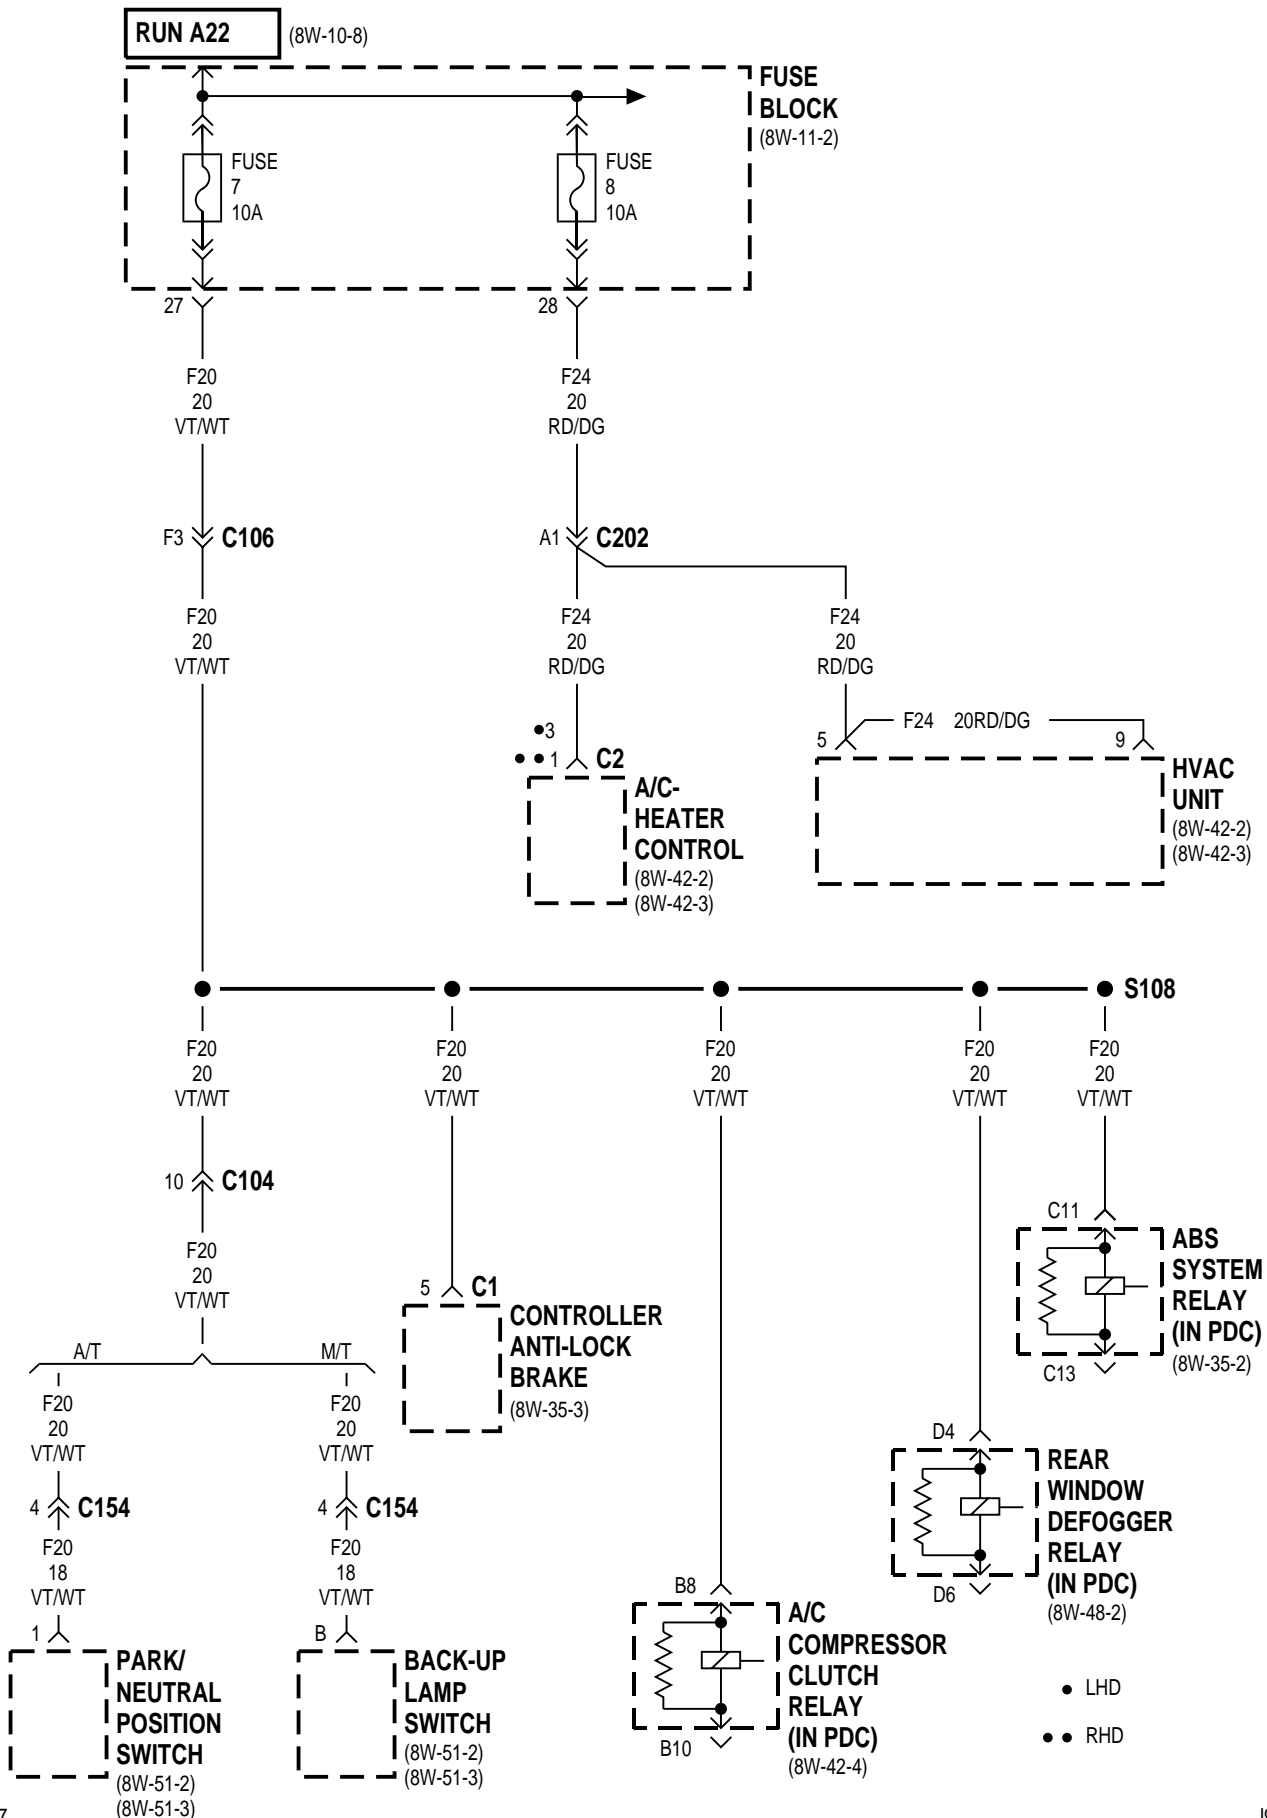 RUN A22
(8W-10-8)
FUSE
BLOCK
(8W-11-2)
FUSE
7
10A
FUSE
8
10A
27
28
F20
20
VT/WT
F24
20
RD/DG
F3
C106
A1
C202
F20
20
VT/WT
F24
20
RD/DG
F24
20
RD/DG
F24 20RD/DG
•3
• • 1
C2
5
9
A/C-
HEATER
CONTROL
(8W-42-2)
(8W-42-3)
HVAC
UNIT
(8W-42-2)
(8W-42-3)
S108
F20
20
VT/WT
F20
20
VT/WT
F20
20
VT/WT
F20
20
VT/WT
F20
20
VT/WT
10
C104
F20
20
VT/WT
A/T
M/T
5
C1
CONTROLLER
ANTI-LOCK
BRAKE
(8W-35-3)
C11
ABS
SYSTEM
RELAY
(IN PDC)
(8W-35-2)
C13
F20
20
VT/WT
F20
20
VT/WT
4
C154
4
C154
F20
18
VT/WT
F20
18
VT/WT
D4
REAR
WINDOW
DEFOGGER
RELAY
(IN PDC)
(8W-48-2)
D6
1
PARK/
NEUTRAL
POSITION
SWITCH
(8W-51-2)
(8W-51-3)
B
BACK-UP
LAMP
SWITCH
(8W-51-2)
(8W-51-3)
B8
A/C
COMPRESSOR
CLUTCH
RELAY
(IN PDC)
(8W-42-4)
B10
• LHD
• • RHD
7